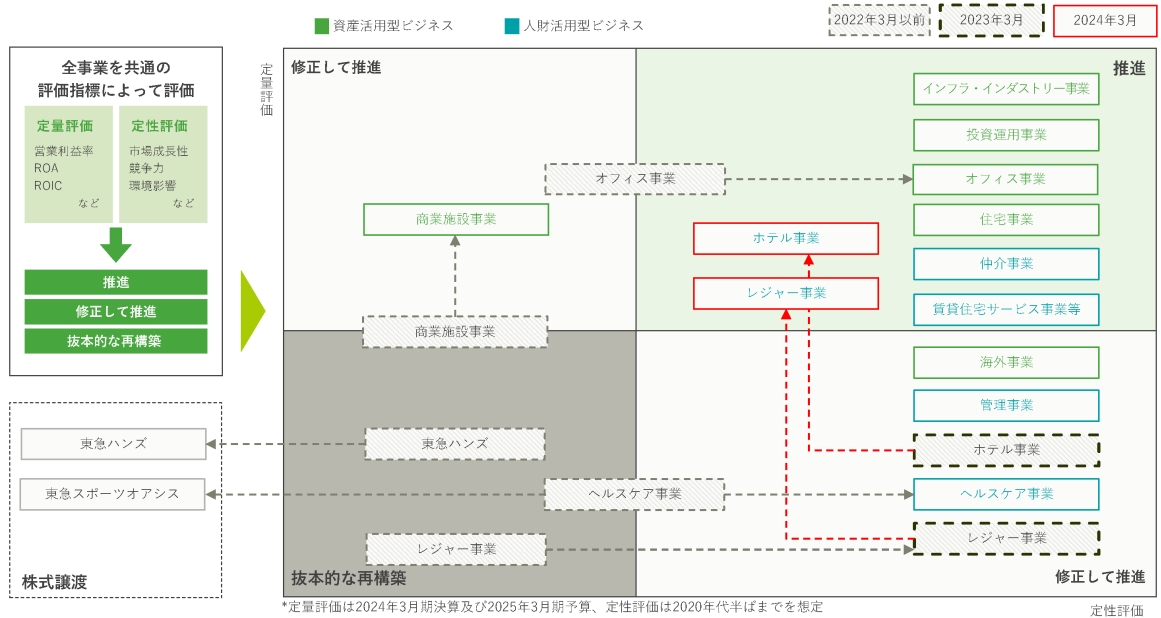 資産活用型ビジネス
人財活用型ビジネス
2022年3月以前
2023年3月
2024年3月
全事業を共通の
評価指標によって評価
定量評価
営業利益率
ROA
ROIC
など
定性評価
市場成長性
競争力
環境影響
など
推進
修正して推進
抜本的な再構築
東急ハンズ
東急スポーツオアシス
株式譲渡
定量評価
修正して推進
推進
インフラ・インダストリー事業
投資運用事業
オフィス事業
オフィス事業
商業施設事業
住宅事業
ホテル事業
仲介事業
レジャー事業
賃貸住宅サービス事業等
商業施設事業
海外事業
管理事業
東急ハンズ
ホテル事業
ヘルスケア事業
ヘルスケア事業
レジャー事業
レジャー事業
抜本的な再構築
修正して推進
*定量評価は2024年3月期決算及び2025年3月期予算、定性評価は2020年代半ばまでを想定
定性評価